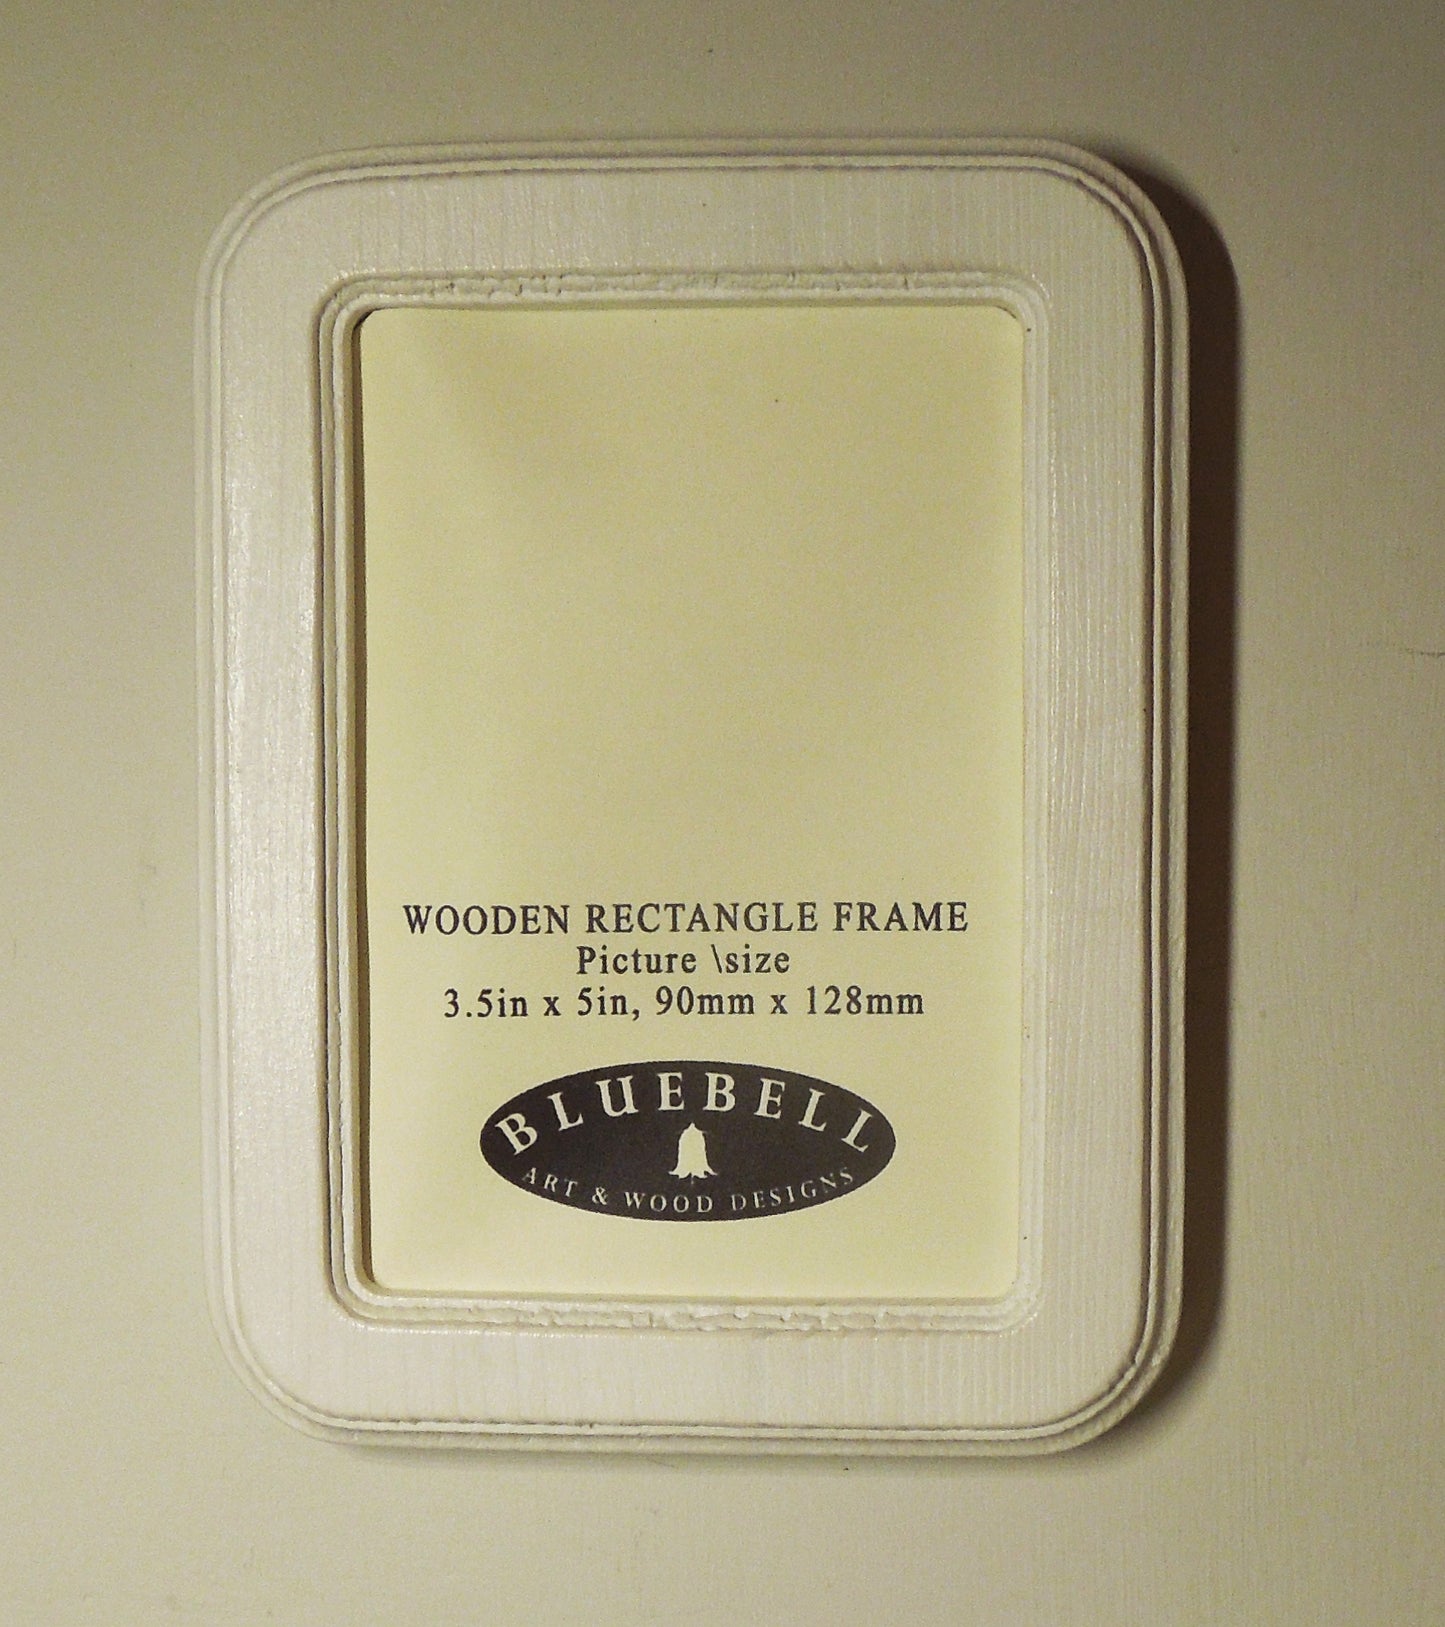 WOODEN RECTANGLE FRAME
Picture \size
3.5in x 5in, 90mm x 128mm
BLUEBELL
ART & WOOD DESIGNS